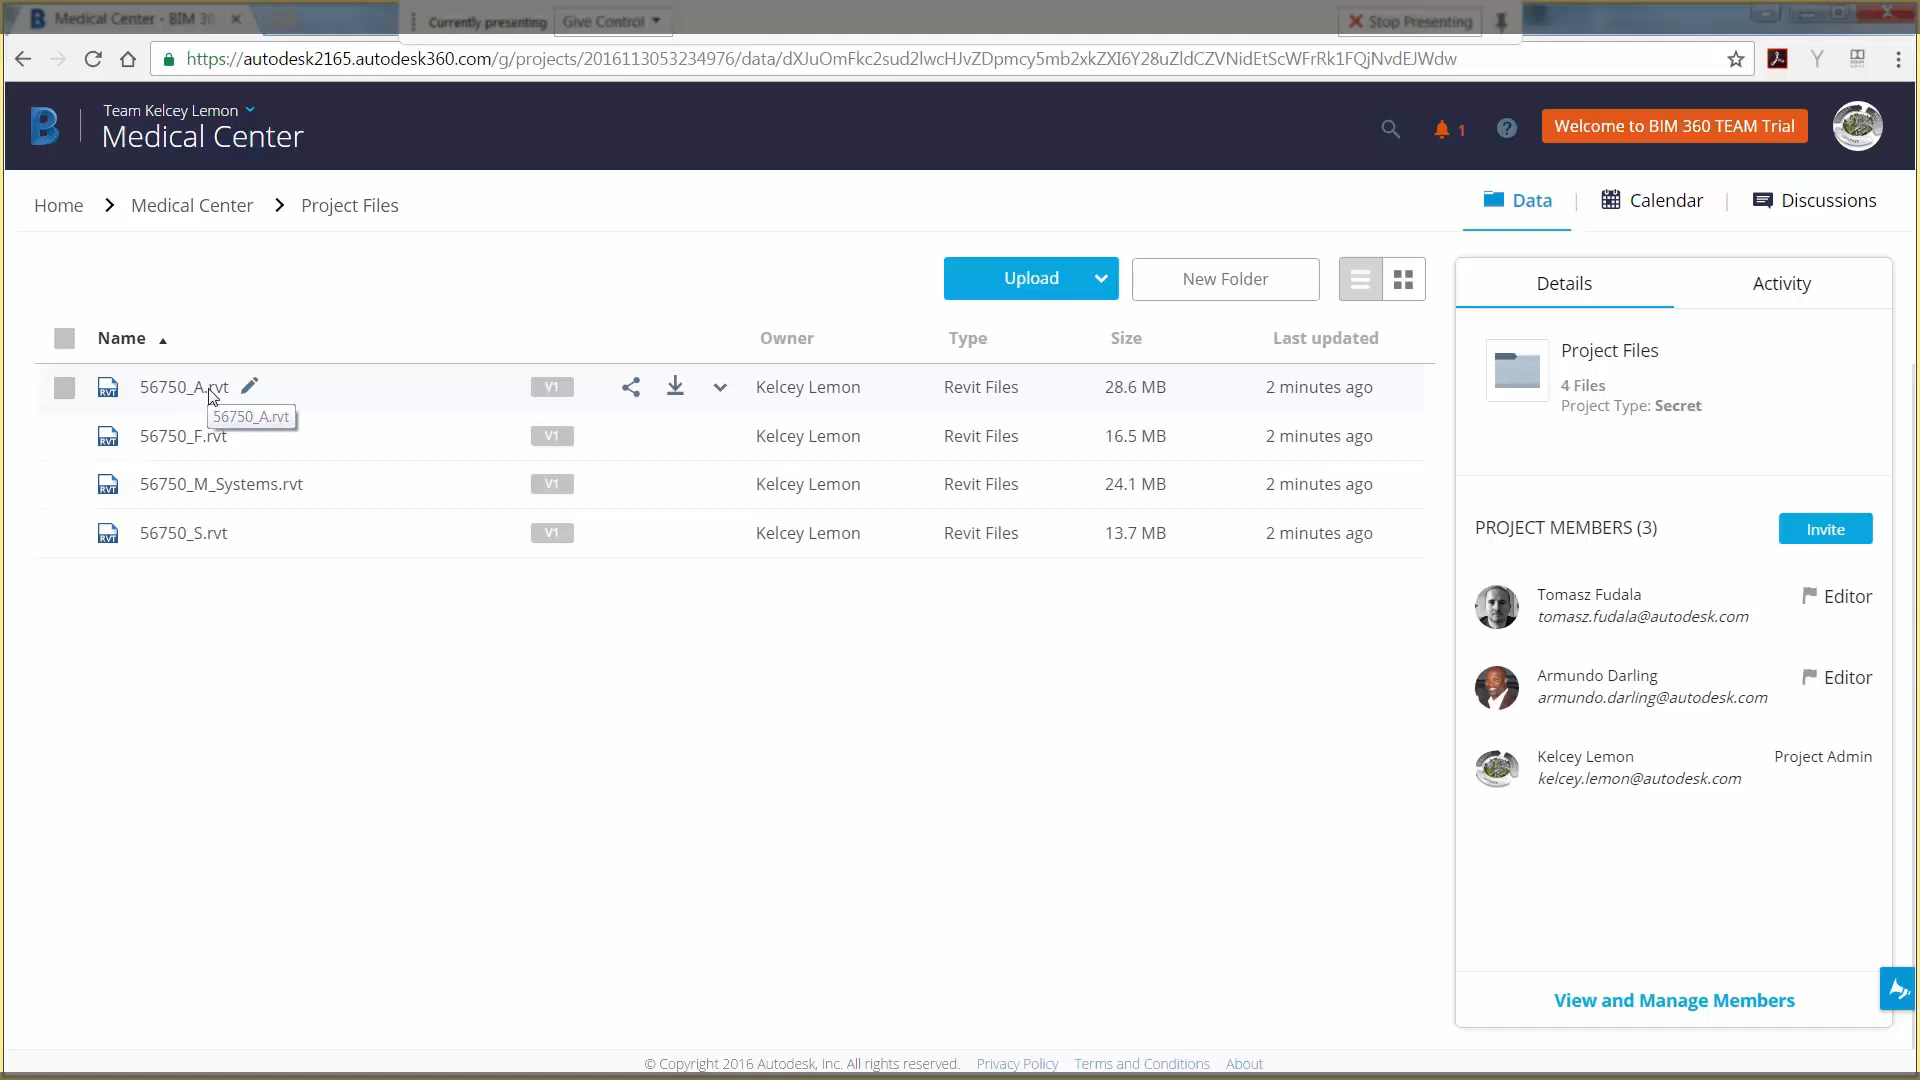 Medical Center - BIM 30
Currently presenting
Give Control
Stop Presenting
https://autodesk2165.autodesk360.com/g/projects/2016113053234976/data/dXJuOmFkc2sud2lwcHJvZDpmcy5mb2xkZXI6Y28uZldCZVNidEtScWFrRk1FQjNvdEJWdw
Team Kelcey Lemon
Medical Center
1
Welcome to BIM 360 TEAM Trial
Home > Medical Center > Project Files
Data
Calendar
Discussions
Upload
New Folder
Name
Owner
Type
Size
Last updated
56750_A.rvt V1 Kelcey Lemon Revit Files 28.6 MB 2 minutes ago
56750_A.rvt
56750_F.rvt V1 Kelcey Lemon Revit Files 16.5 MB 2 minutes ago
56750_M_Systems.rvt V1 Kelcey Lemon Revit Files 24.1 MB 2 minutes ago
56750_S.rvt V1 Kelcey Lemon Revit Files 13.7 MB 2 minutes ago
Details
Activity
Project Files
4 Files
Project Type: Secret
PROJECT MEMBERS (3)
Invite
Tomasz Fudala
Editor
tomasz.fudala@autodesk.com
Armundo Darling
Editor
armundo.darling@autodesk.com
Kelcey Lemon
Project Admin
kelcey.lemon@autodesk.com
View and Manage Members
© Copyright 2016 Autodesk, Inc. All rights reserved. Privacy Policy Terms and Conditions About